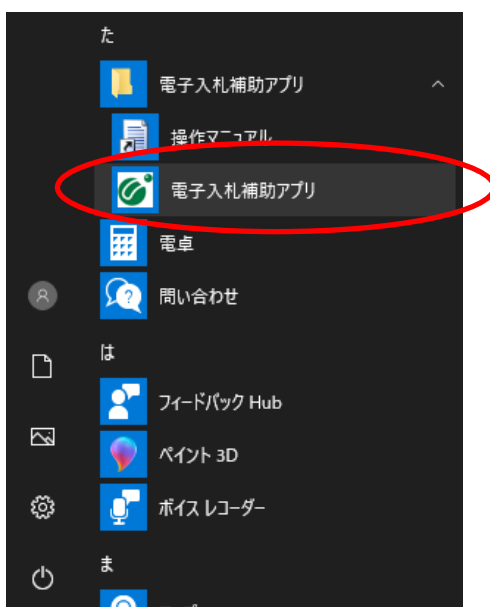 た
電子入札補助アプリ
操作マニュアル
電子入札補助アプリ
電卓
問い合わせ
は
フィードバック Hub
ペイント 3D
ボイス レコーダー
ま